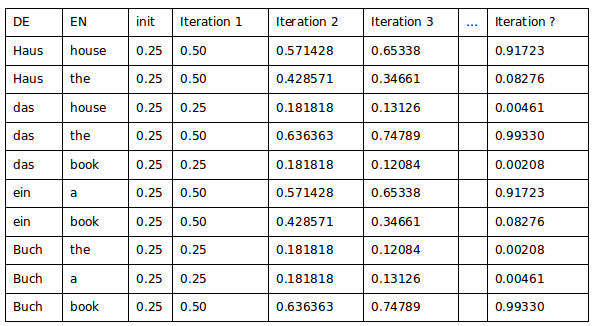 DE EN init Iteration 1 Iteration 2 Iteration 3 ... Iteration ?
Haus house 0.25 0.50 0.571428 0.65338 0.91723
Haus the 0.25 0.50 0.428571 0.34661 0.08276
das house 0.25 0.25 0.181818 0.13126 0.00461
das the 0.25 0.50 0.636363 0.74789 0.99330
das book 0.25 0.25 0.181818 0.12084 0.00208
ein a 0.25 0.50 0.571428 0.65338 0.91723
ein book 0.25 0.50 0.428571 0.34661 0.08276
Buch the 0.25 0.25 0.181818 0.12084 0.00208
Buch a 0.25 0.25 0.181818 0.13126 0.00461
Buch book 0.25 0.50 0.636363 0.74789 0.99330